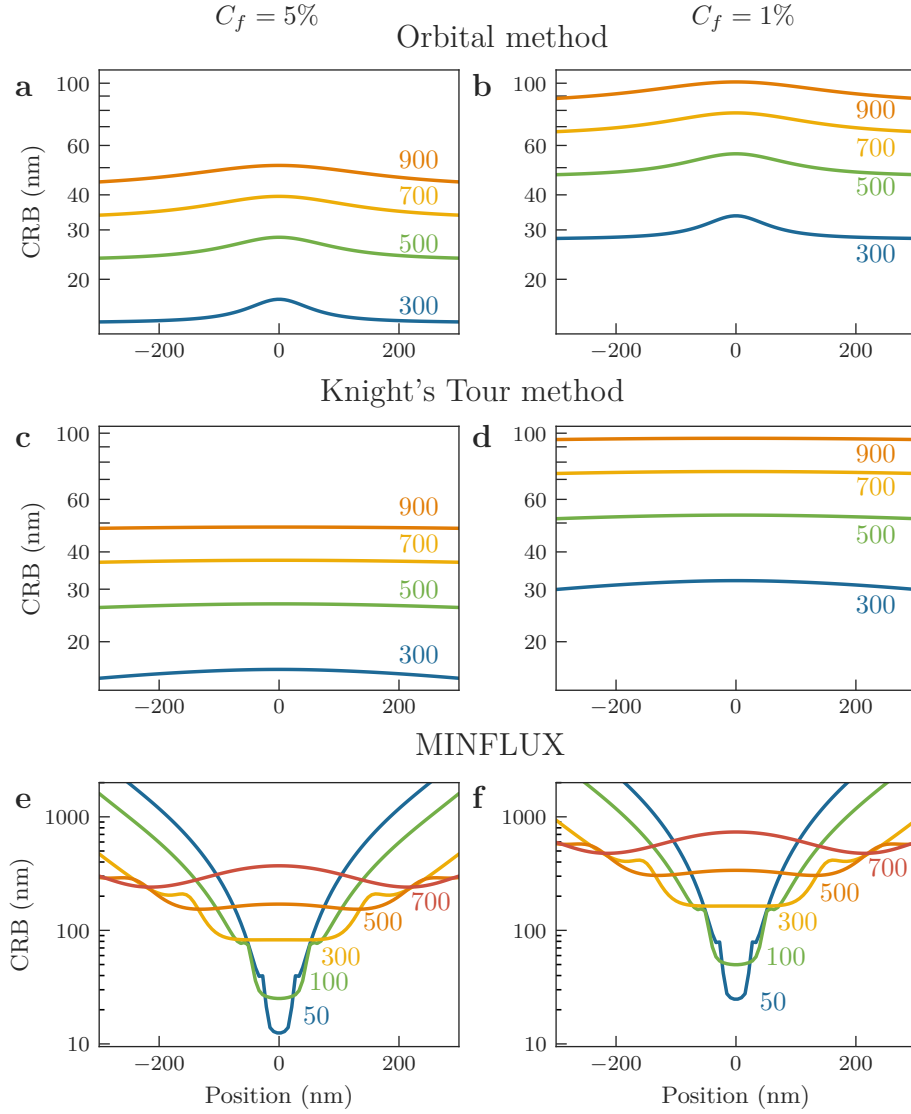 C_f = 5% C_f = 1%
Orbital method
a b
100 100
60 60
40 40
30 30
20 20
CRB (nm)
900 900
700 700
500 500
300 300
−200 0 200 −200 0 200
Knight's Tour method
c d
100 100
60 60
40 40
30 30
20 20
CRB (nm)
900 900
700 700
500 500
300 300
−200 0 200 −200 0 200
MINFLUX
e f
1000 1000
100 100
10 10
CRB (nm)
700 700
500 500
300 300
100 100
50 50
−200 0 200 −200 0 200
Position (nm) Position (nm)